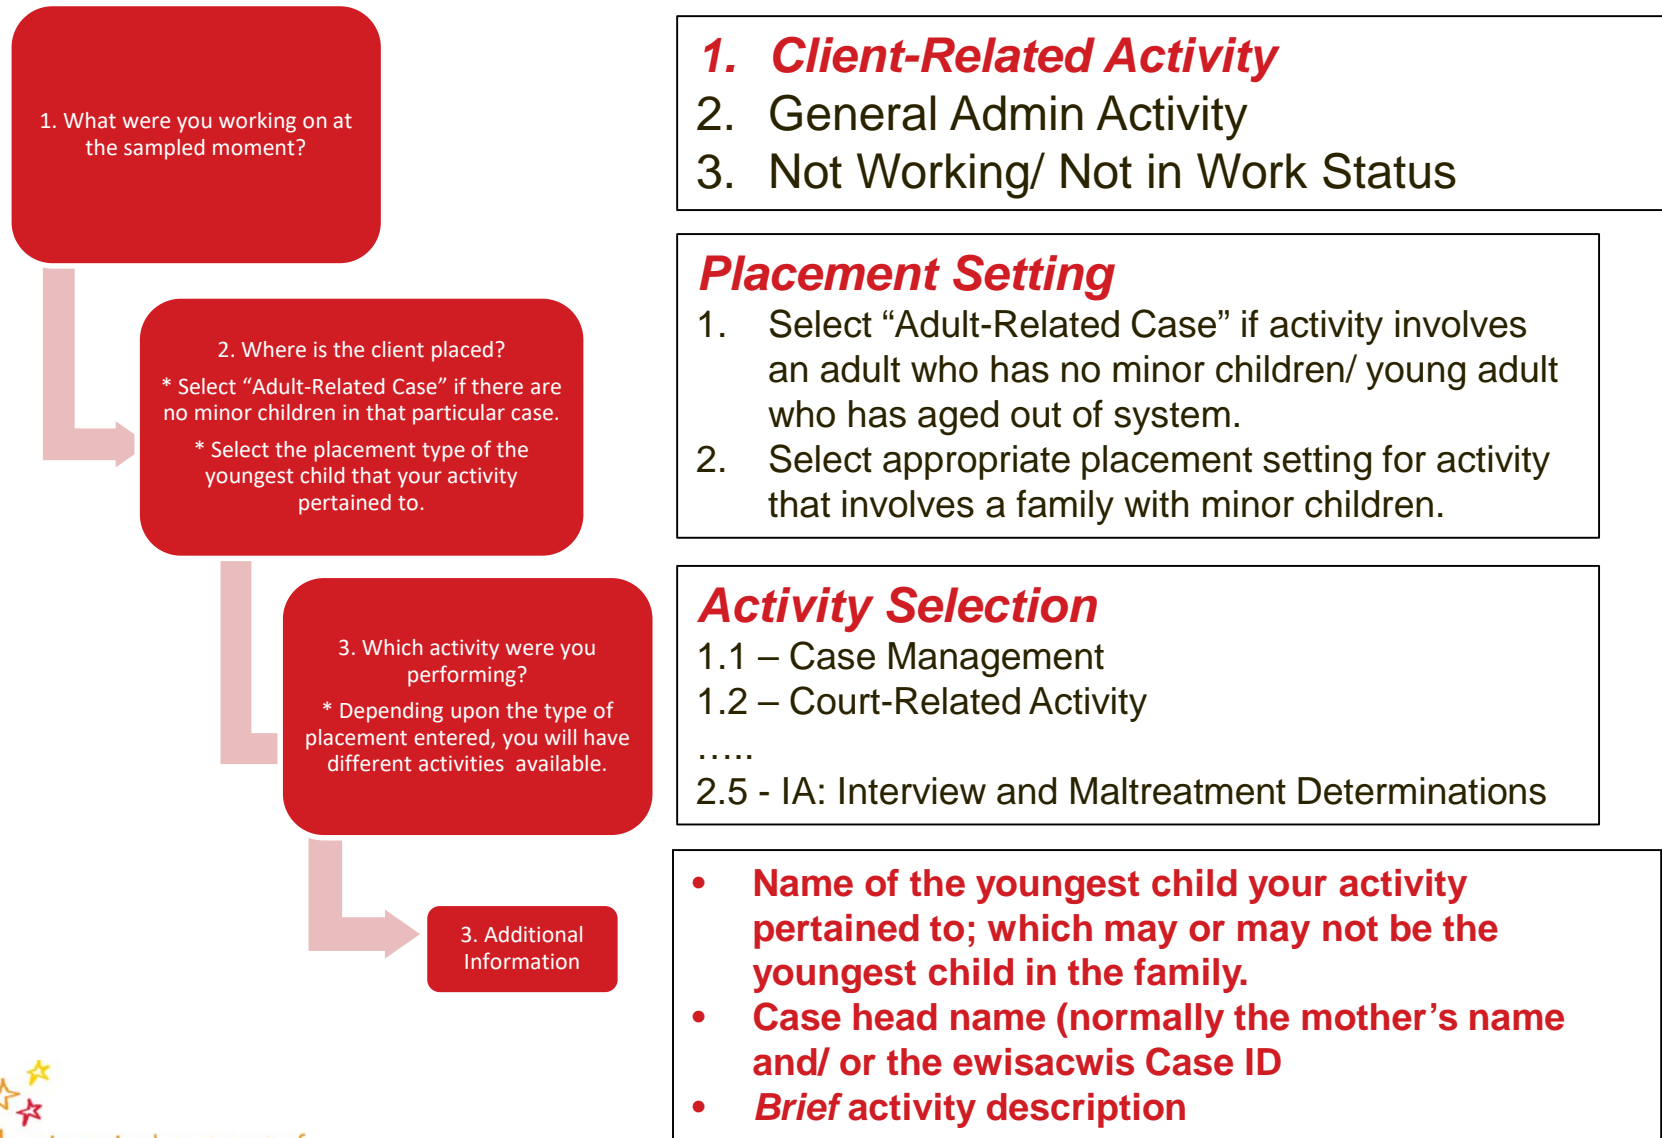 1. What were you working on at
the sampled moment?
1. Client-Related Activity
2. General Admin Activity
3. Not Working/ Not in Work Status
2. Where is the client placed?
* Select “Adult-Related Case” if there are
no minor children in that particular case.
* Select the placement type of the
youngest child that your activity
pertained to.
Placement Setting
1. Select “Adult-Related Case” if activity involves
an adult who has no minor children/ young adult
who has aged out of system.
2. Select appropriate placement setting for activity
that involves a family with minor children.
3. Which activity were you
performing?
* Depending upon the type of
placement entered, you will have
different activities available.
Activity Selection
1.1 – Case Management
1.2 – Court-Related Activity
…..
2.5 - IA: Interview and Maltreatment Determinations
3. Additional
Information
• Name of the youngest child your activity
pertained to; which may or may not be the
youngest child in the family.
• Case head name (normally the mother’s name
and/ or the ewisacwis Case ID
• Brief activity description